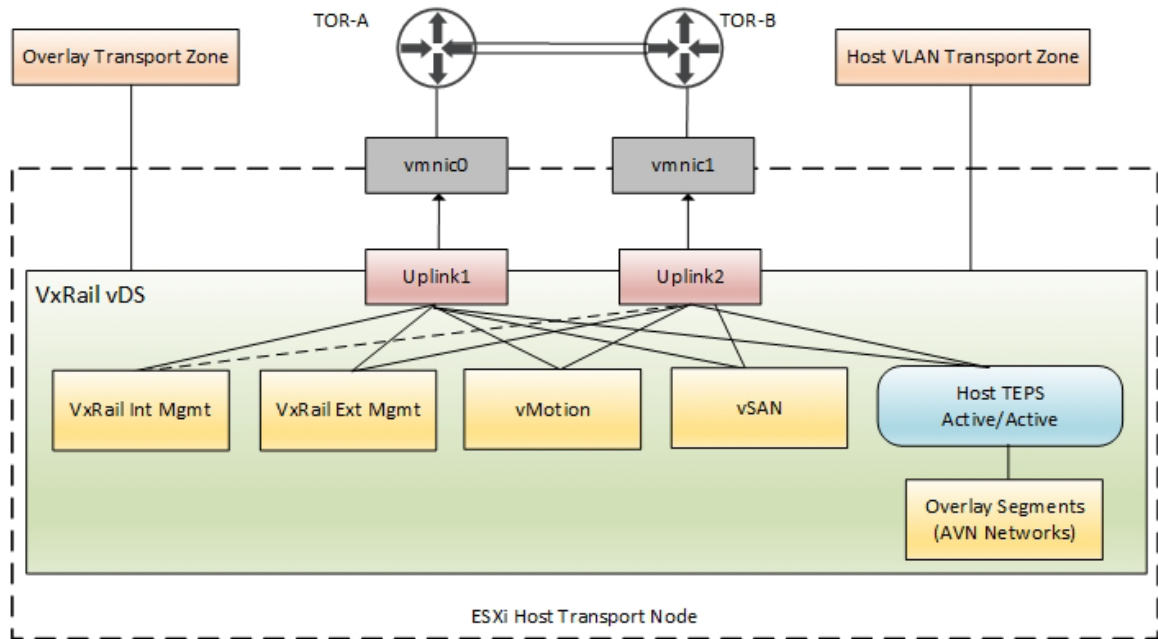 TOR-A
TOR-B
Overlay Transport Zone
Host VLAN Transport Zone
vmnic0
vmnic1
Uplink1
Uplink2
VxRail vDS
VxRail Int Mgmt
VxRail Ext Mgmt
vMotion
vSAN
Host TEPS
Active/Active
Overlay Segments
(AVN Networks)
ESXi Host Transport Node